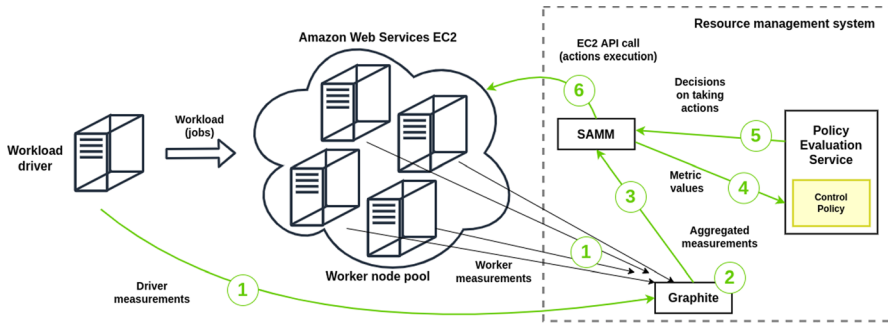 Resource management system
Amazon Web Services EC2
EC2 API call
(actions execution)
6
Decisions
on taking
actions
Workload
(jobs)
Workload
driver
SAMM
5
Policy
Evaluation
Service
Control
Policy
Metric
values
4
3
Aggregated
measurements
1
2
Worker node pool
Worker
measurements
Driver
measurements
1
Graphite